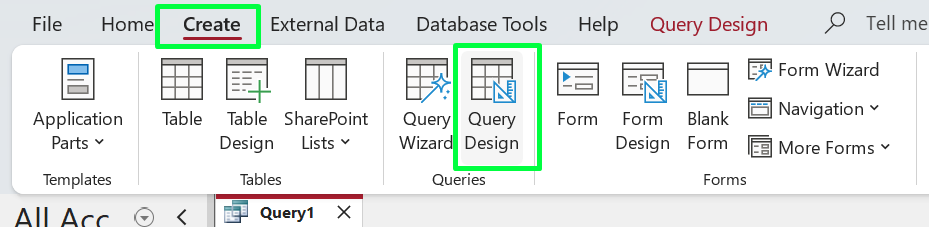 File Home Create External Data Database Tools Help Query Design Tell me
Application Parts
Table
Table Design
SharePoint Lists
Query Wizard
Query Design
Form
Form Design
Blank Form
Form Wizard
Navigation
More Forms
Templates
Tables
Queries
Forms
All Acc
Query1